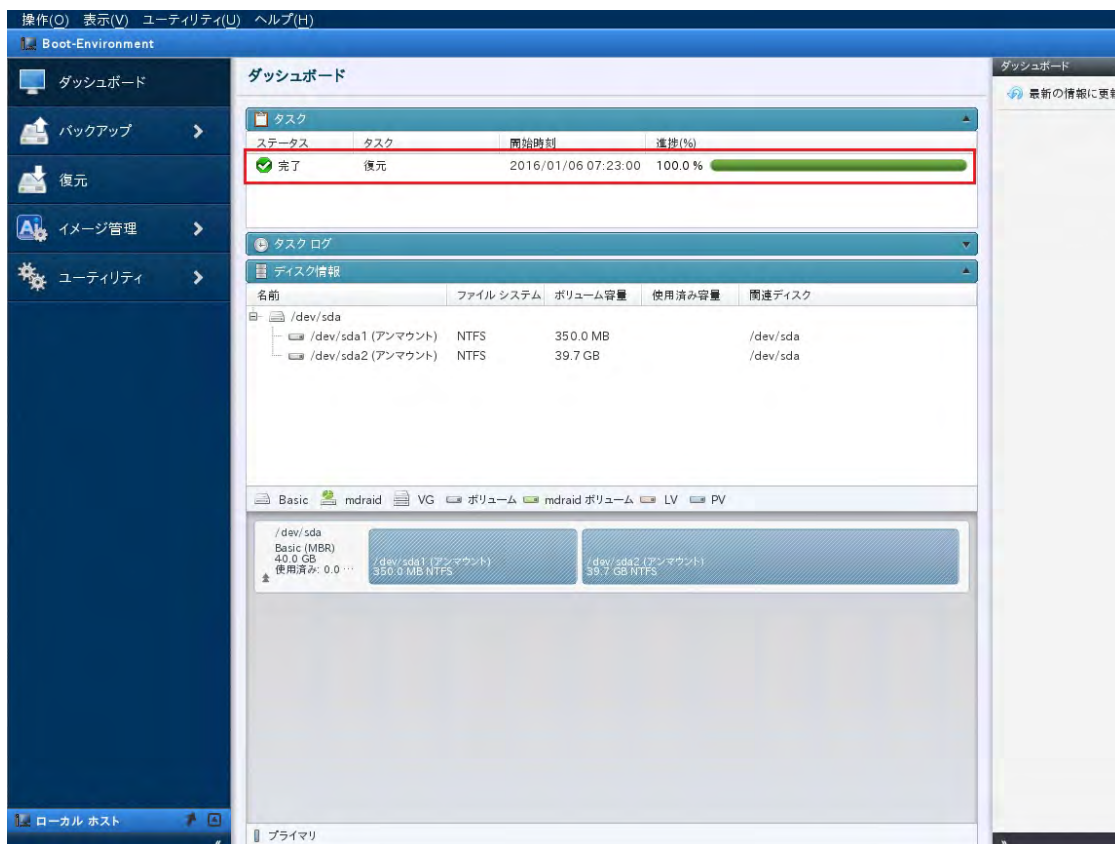 操作(O) 表示(V) ユーティリティ(U) ヘルプ(H)
Boot-Environment
ダッシュボード
バックアップ
復元
イメージ管理
ユーティリティ
ローカル ホスト
ダッシュボード
タスク
ステータス タスク 開始時刻 進捗(%)
完了 復元 2016/01/06 07:23:00 100.0 %
タスク ログ
ディスク情報
名前 ファイル システム ボリューム容量 使用済み容量 関連ディスク
/dev/sda
/dev/sda1 (アンマウント) NTFS 350.0 MB /dev/sda
/dev/sda2 (アンマウント) NTFS 39.7 GB /dev/sda
Basic mdraid VG ボリューム mdraid ボリューム LV PV
/dev/sda
Basic (MBR)
40.0 GB
使用済み: 0.0 ...
/dev/sda1 (アンマウント)
350.0 MB NTFS
/dev/sda2 (アンマウント)
39.7 GB NTFS
プライマリ
ダッシュボード
最新の情報に更新